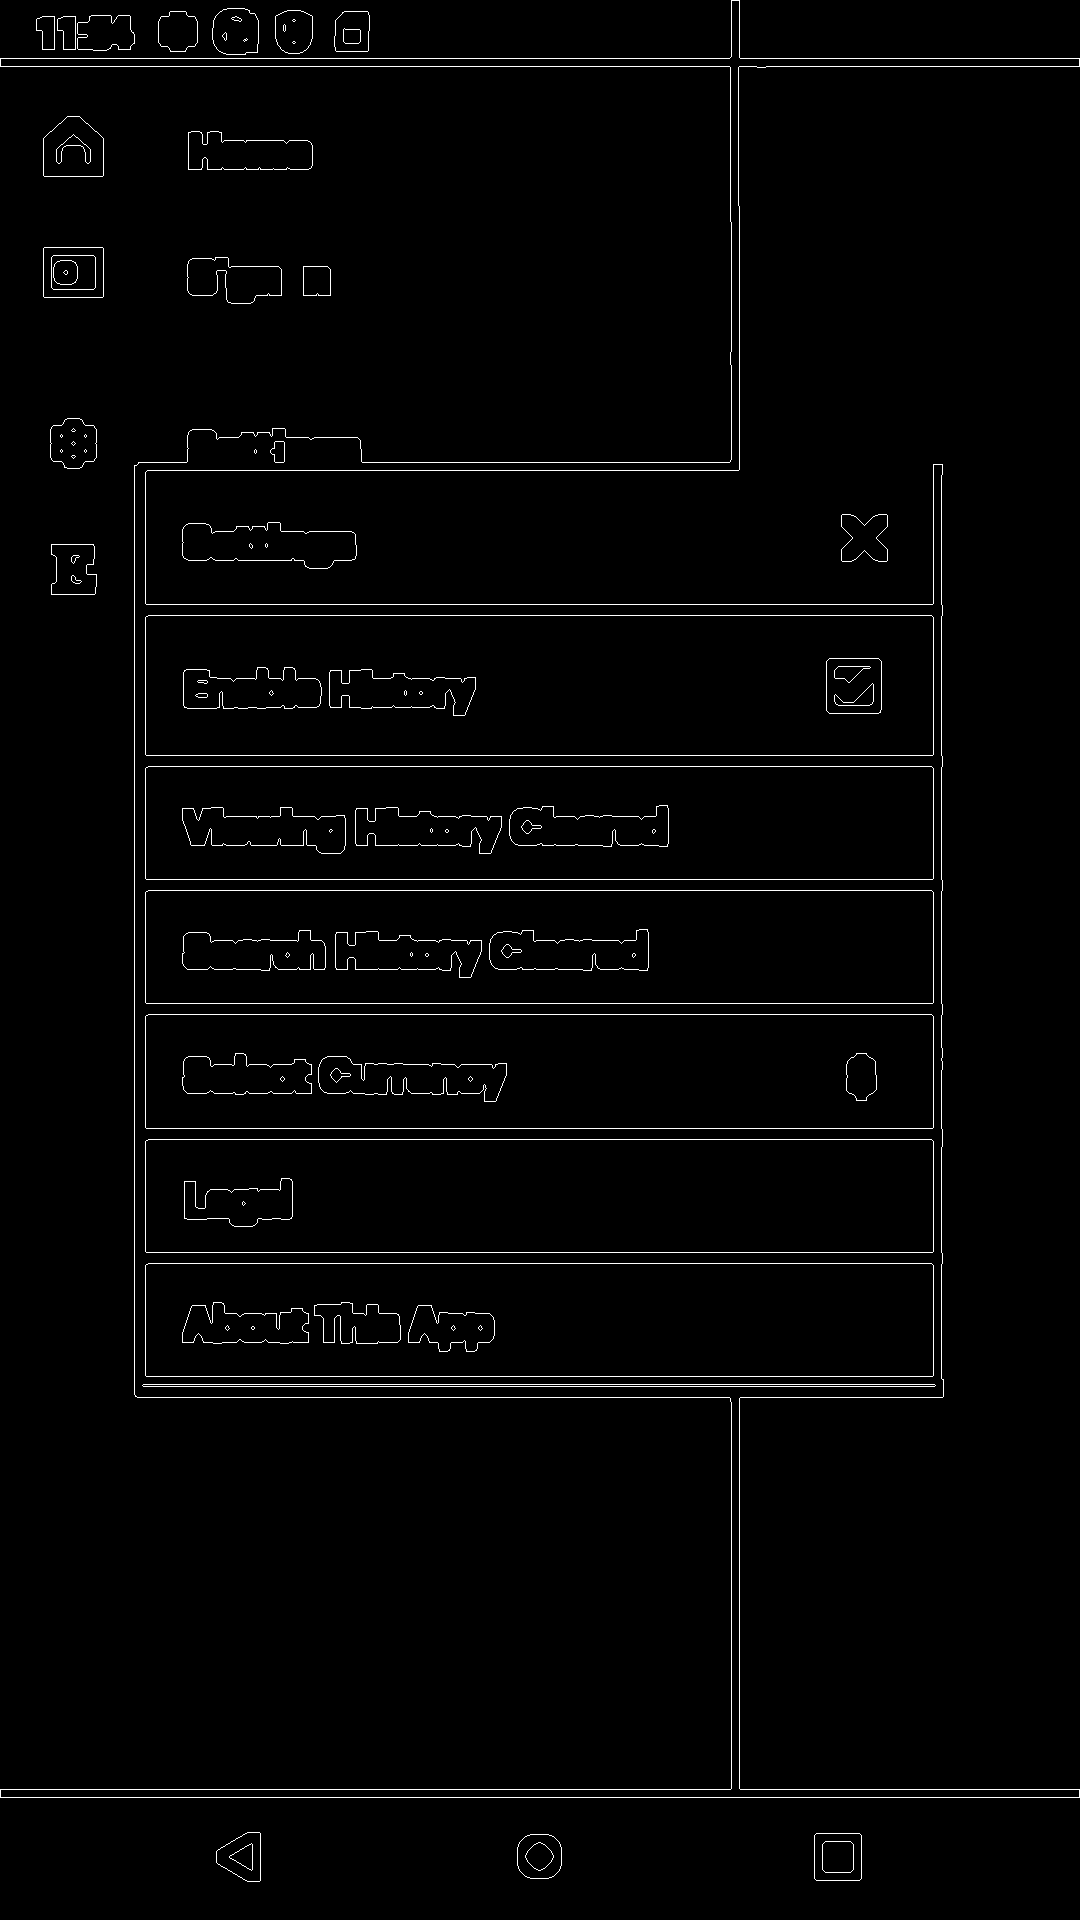 11:34
Home
Sign In
Settings
Settings
Enable History
Viewing History Cleared
Search History Cleared
Select Currency
Legal
About This App